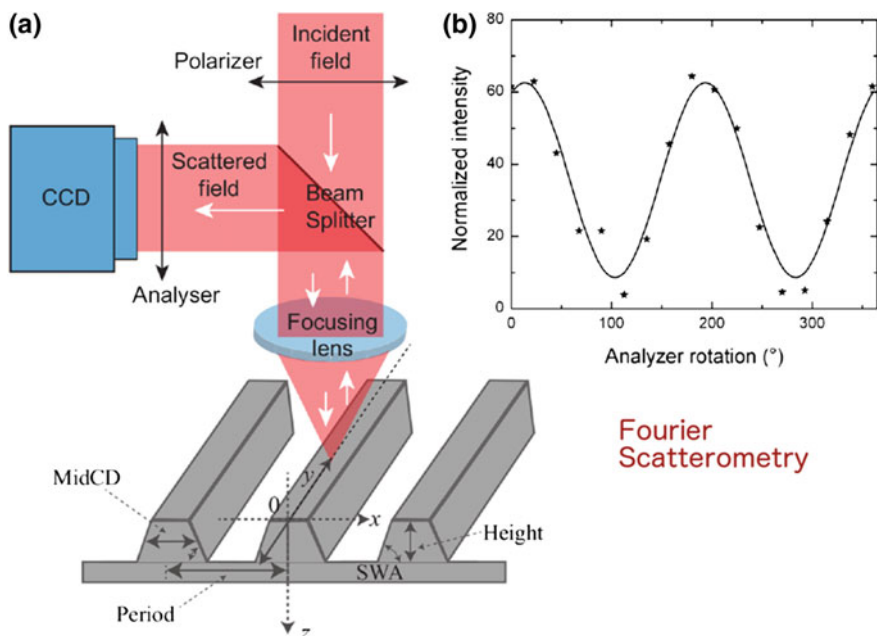 (a)
Incident
field
Polarizer
CCD
Scattered
field
Beam
Splitter
Analyser
Focusing
lens
MidCD
y
0
x
Height
SWA
Period
z
(b)
Normalized intensity
80
60
40
20
0
0
100
200
300
Analyzer rotation (°)
Fourier
Scatterometry